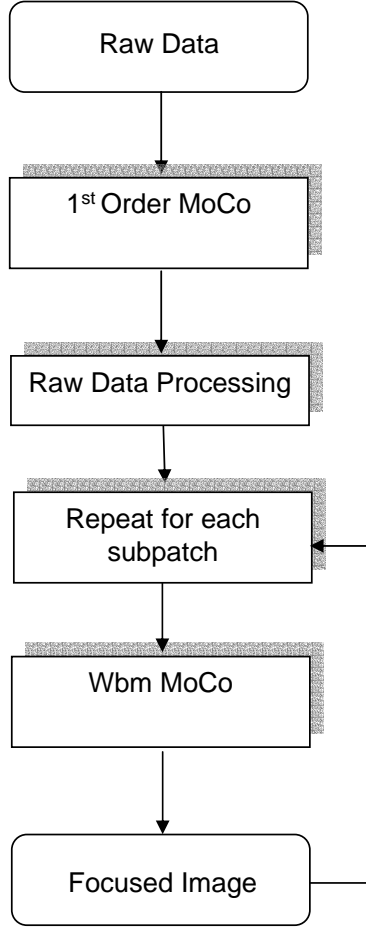 Raw Data
1st Order MoCo
Raw Data Processing
Repeat for each
subpatch
Wbm MoCo
Focused Image